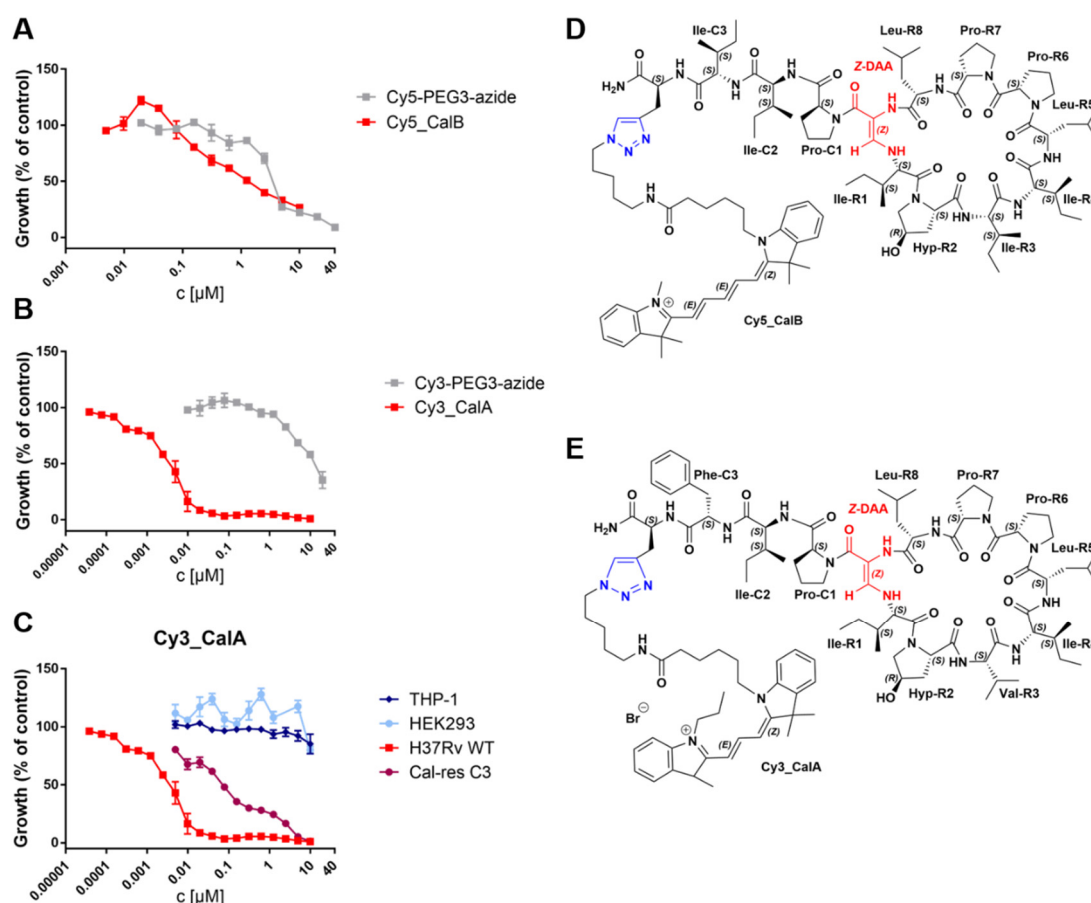 A
Growth (% of control)
150
100
50
0
0.001
0.01
0.1
1
10
40
c [µM]
Cy5-PEG3-azide
Cy5_CalB
B
Growth (% of control)
150
100
50
0
0.00001
0.0001
0.001
0.01
0.1
1
10
40
c [µM]
Cy3-PEG3-azide
Cy3_CalA
C
Cy3_CalA
Growth (% of control)
150
100
50
0
0.00001
0.0001
0.001
0.01
0.1
1
10
40
c [µM]
THP-1
HEK293
H37Rv WT
Cal-res C3
D
Ile-C3
Leu-R8
Pro-R7
Pro-R6
Z-DAA
Leu-R5
Ile-C2
Pro-C1
Ile-R1
Hyp-R2
Ile-R3
Cy5_CalB
E
Phe-C3
Leu-R8
Pro-R7
Pro-R6
Z-DAA
Leu-R5
Ile-C2
Pro-C1
Ile-R1
Hyp-R2
Val-R3
Br⊖
Cy3_CalA